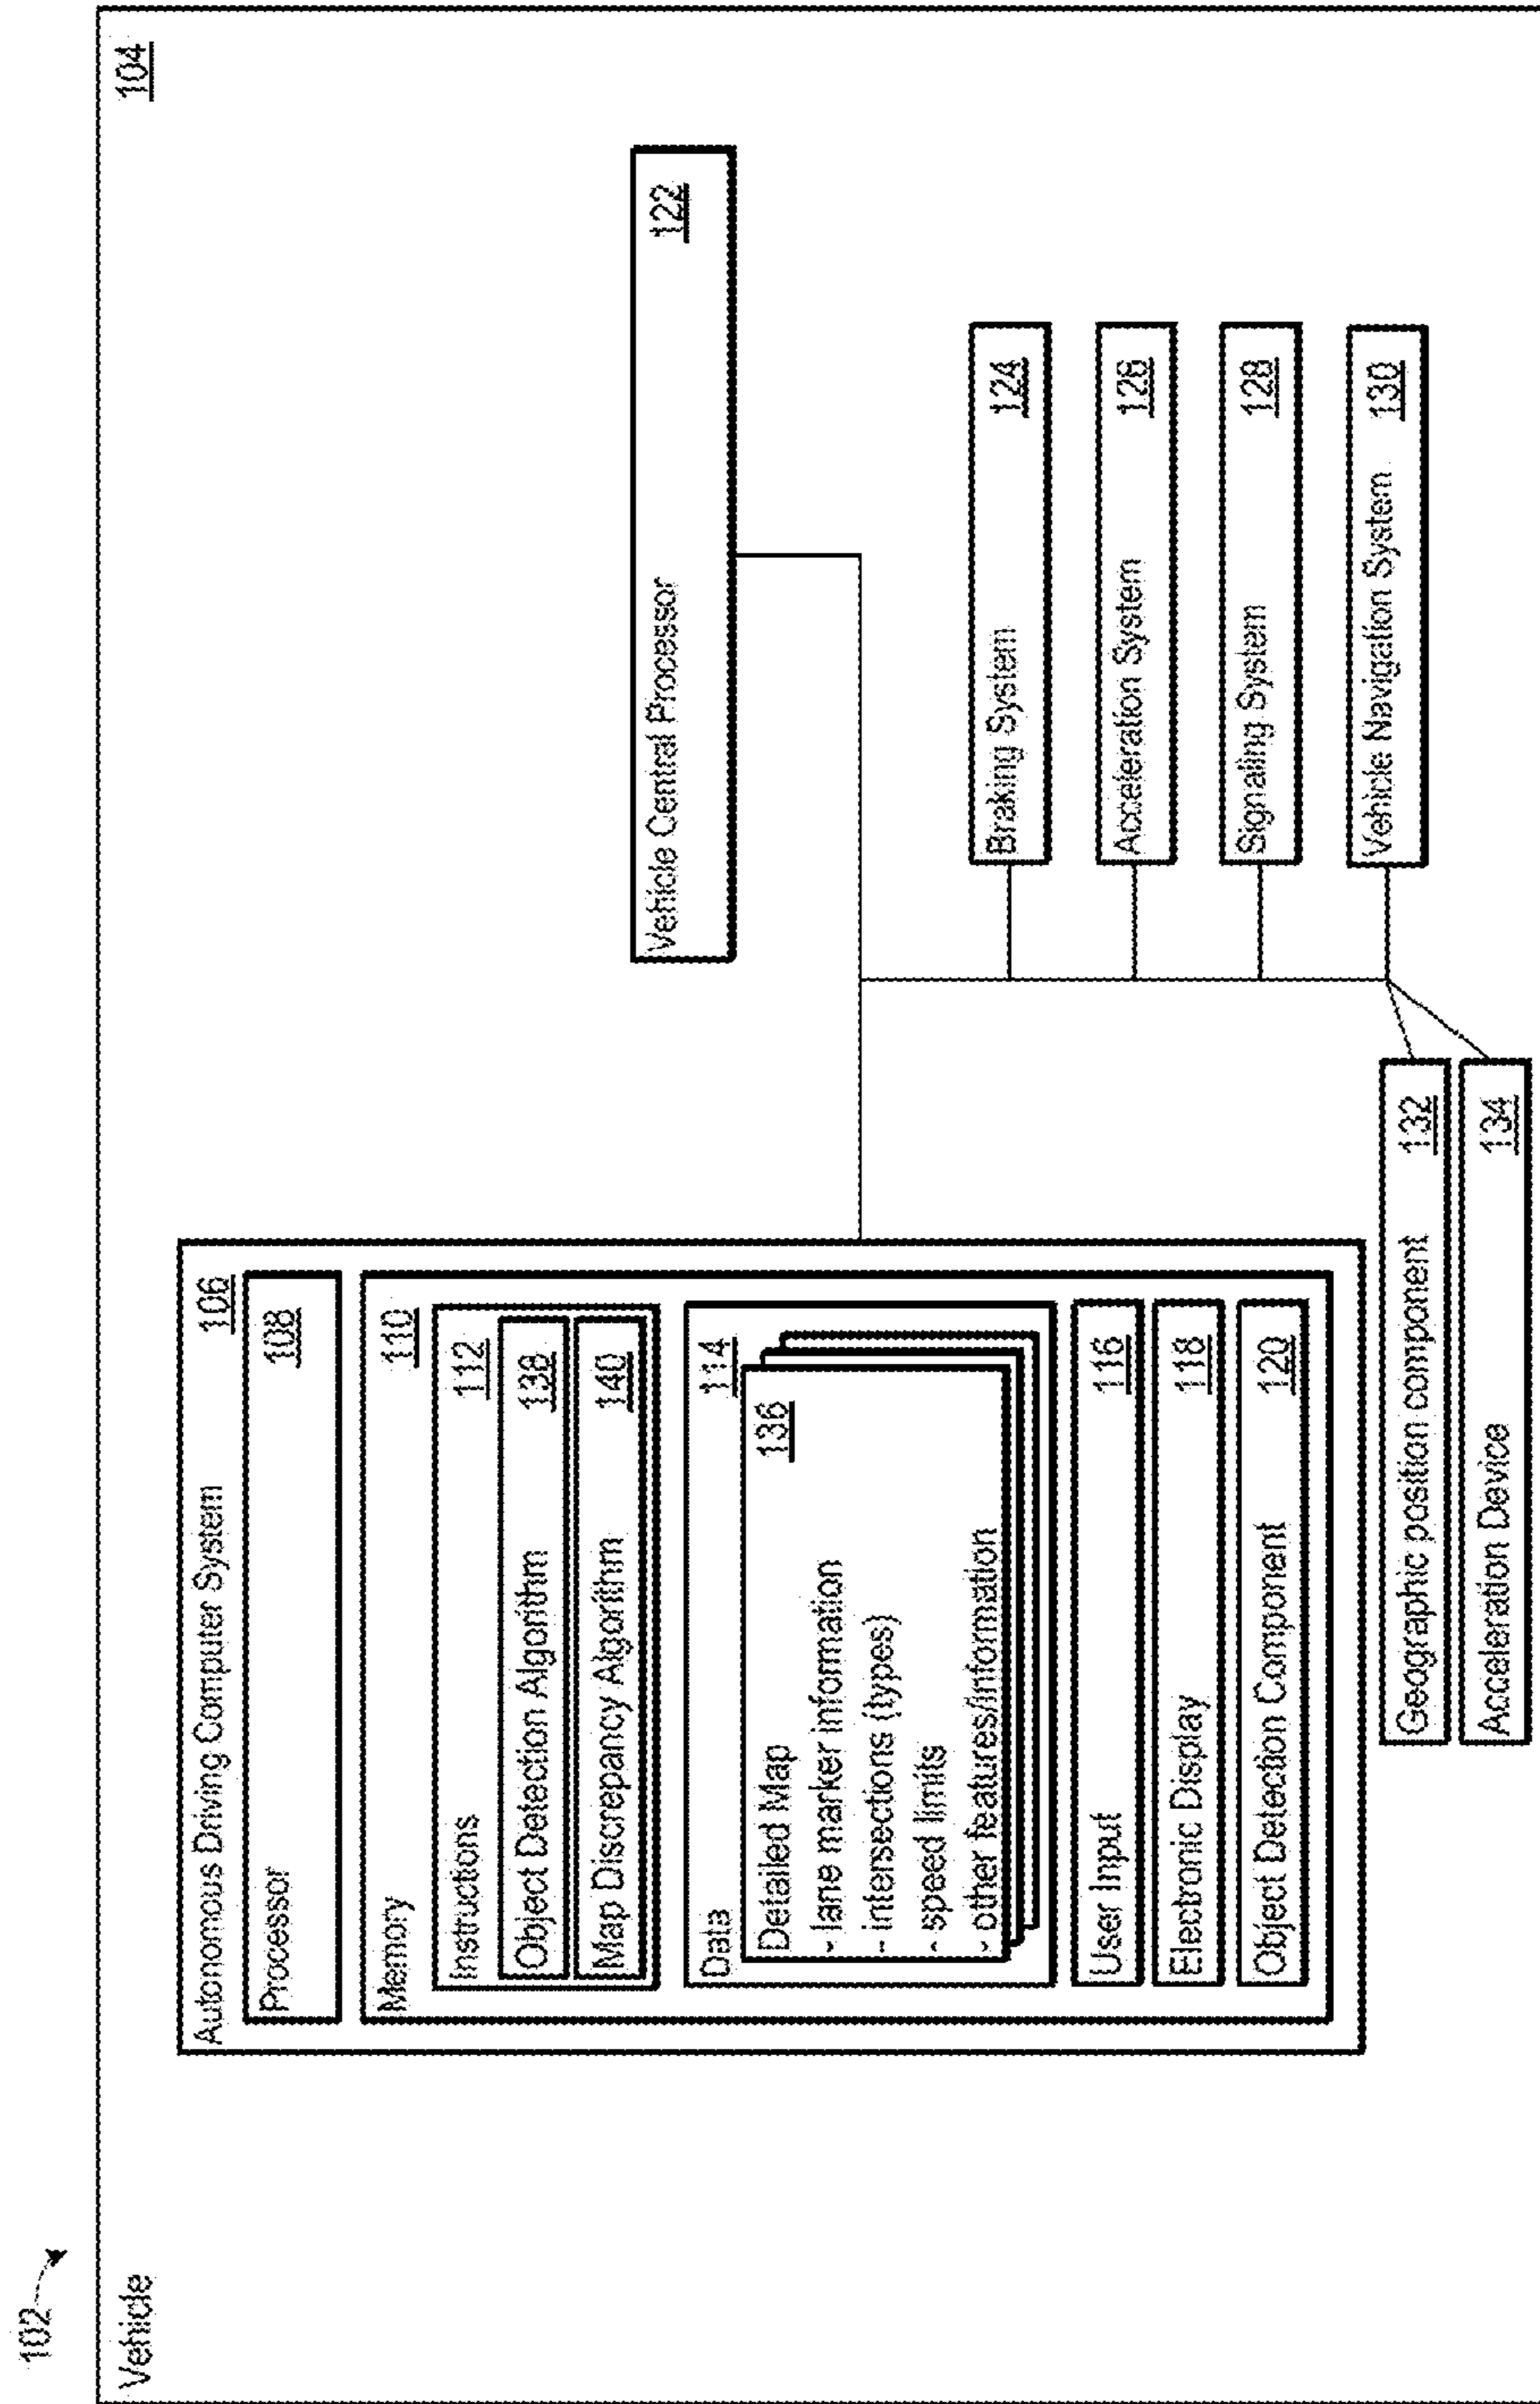 102
Vehicle 104
Autonomous Driving Computer System 106
Processor 108
Memory 110
Instructions 112
Object Detection Algorithm 138
Map Discrepancy Algorithm 140
Data 114
Detailed Map 136
- lane marker information
- intersections (types)
- speed limits
- other features/information
User Input 116
Electronic Display 118
Object Detection Component 120
Vehicle Central Processor 122
Braking System 124
Acceleration System 126
Signaling System 128
Vehicle Navigation System 130
Geographic position component 132
Acceleration Device 134